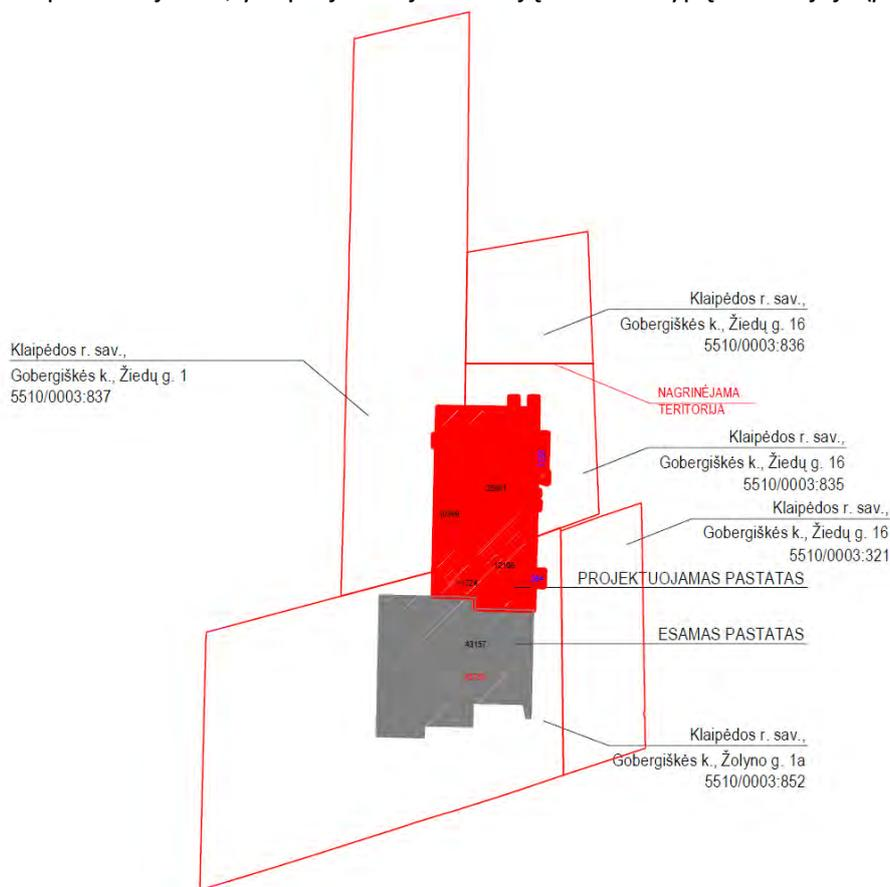 Klaipėdos r. sav.,
Gobergiškės k., Žiedų g. 16
5510/0003:836
Klaipėdos r. sav.,
Gobergiškės k., Žiedų g. 1
5510/0003:837
NAGRINĖJAMA
TERITORIJA
Klaipėdos r. sav.,
Gobergiškės k., Žiedų g. 16
5510/0003:835
Klaipėdos r. sav.,
Gobergiškės k., Žiedų g. 16
5510/0003:321
PROJEKTUOJAMAS PASTATAS
ESAMAS PASTATAS
43157
Klaipėdos r. sav.,
Gobergiškės k., Žolyno g. 1a
5510/0003:852